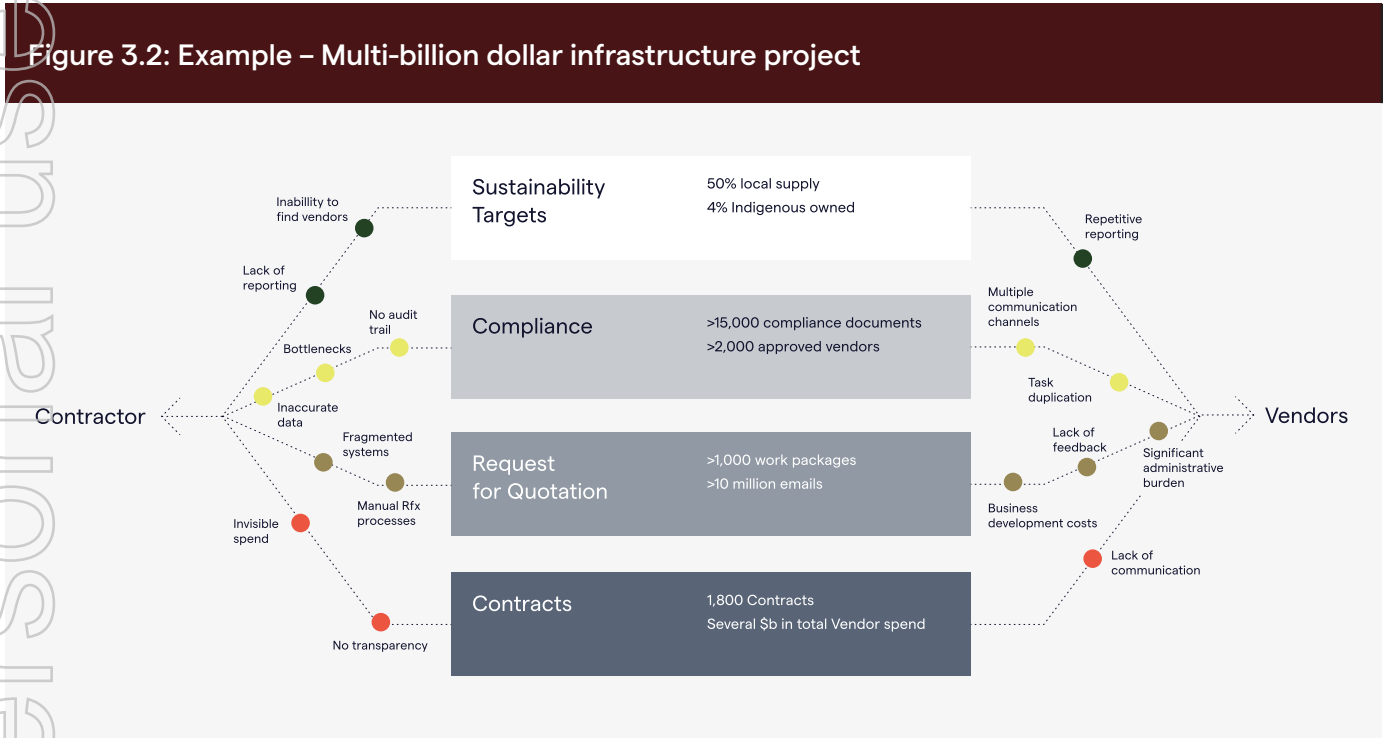 Figure 3.2: Example – Multi-billion dollar infrastructure project
Inabillity to
find vendors
Lack of
reporting
No audit
trail
Bottlenecks
Inaccurate
data
Contractor
Fragmented
systems
Manual Rfx
processes
Invisible
spend
No transparency
Sustainability
Targets
50% local supply
4% Indigenous owned
Compliance
>15,000 compliance documents
>2,000 approved vendors
Request
for Quotation
>1,000 work packages
>10 million emails
Contracts
1,800 Contracts
Several $b in total Vendor spend
Repetitive
reporting
Multiple
communication
channels
Task
duplication
Vendors
Lack of
feedback
Significant
administrative
burden
Business
development costs
Lack of
communication
ersonal use